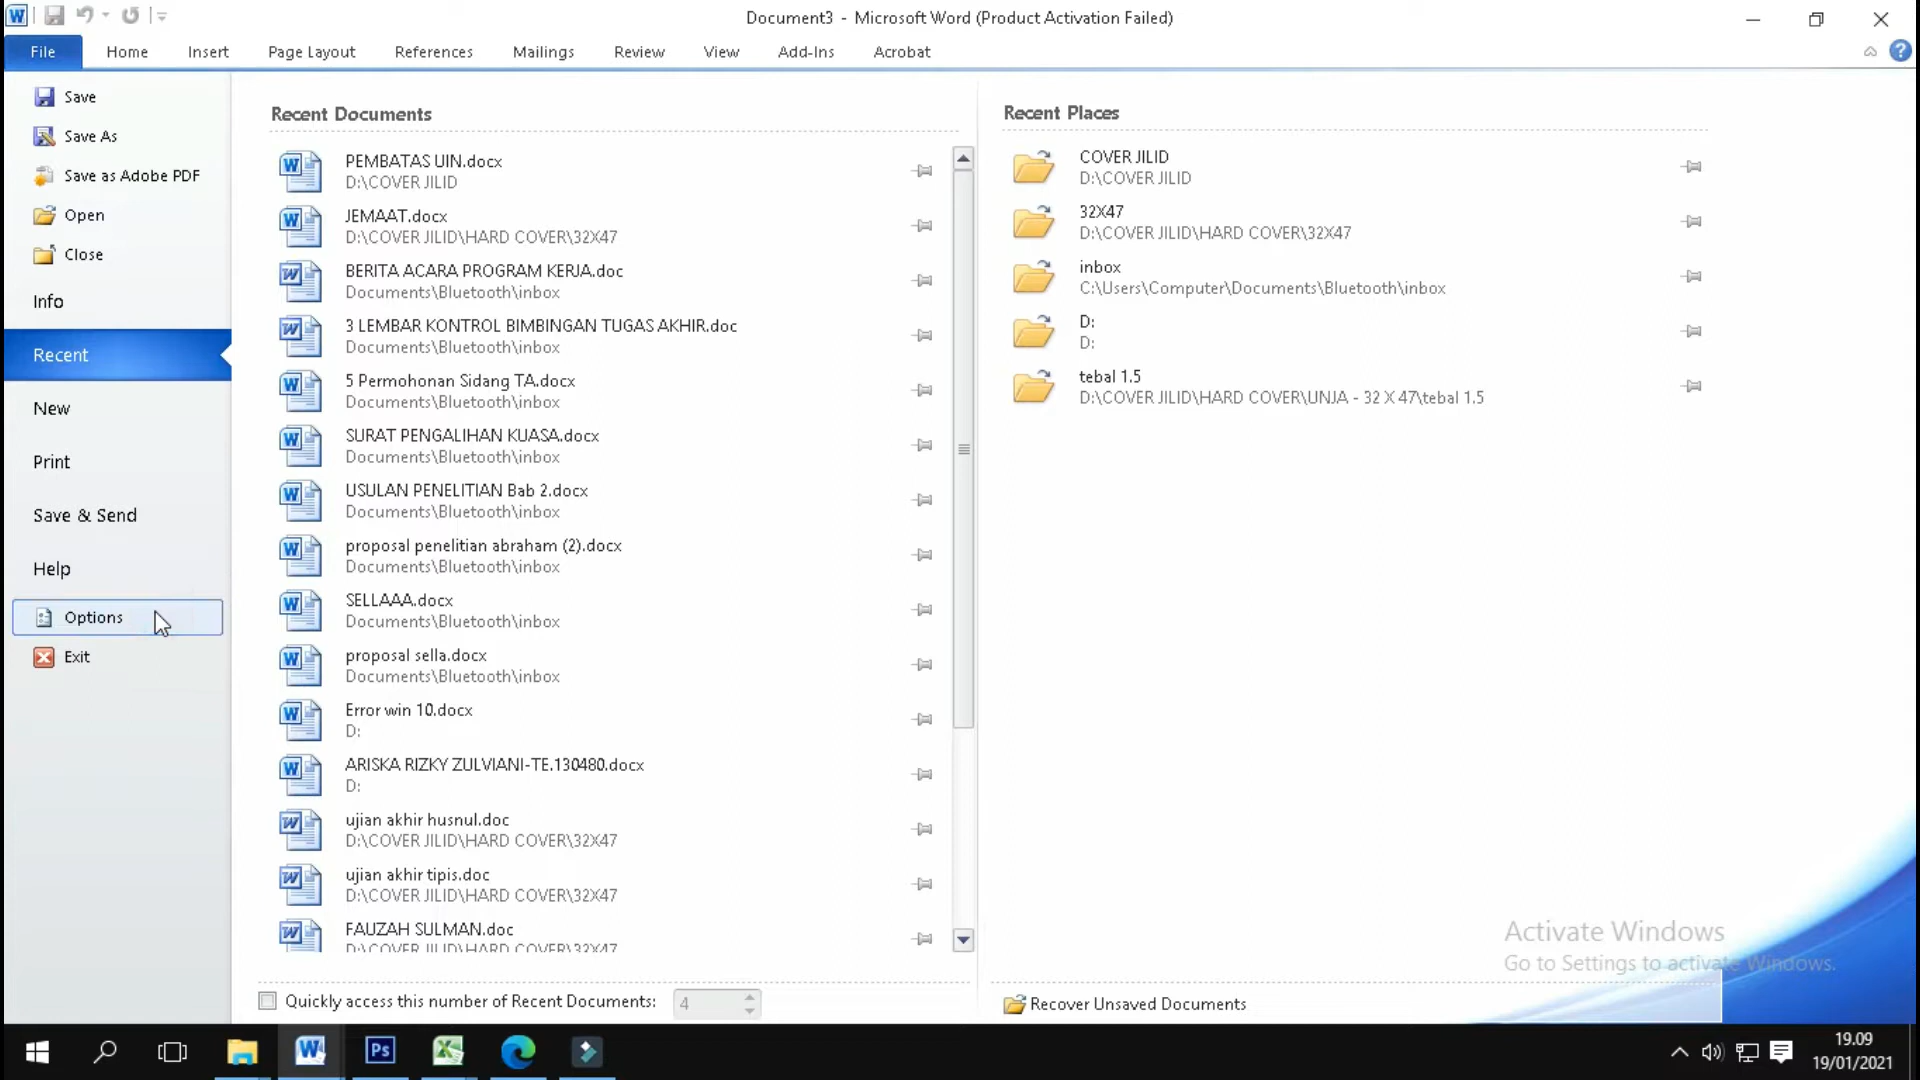 Document3 - Microsoft Word (Product Activation Failed)
File Home Insert Page Layout References Mailings Review View Add-Ins Acrobat
Save
Save As
Save as Adobe PDF
Open
Close
Info
Recent
New
Print
Save & Send
Help
Options
Exit
Recent Documents
PEMBATAS UIN.docx
D:\COVER JILID
JEMAAT.docx
D:\COVER JILID\HARD COVER\32X47
BERITA ACARA PROGRAM KERJA.doc
Documents\Bluetooth\inbox
3 LEMBAR KONTROL BIMBINGAN TUGAS AKHIR.doc
Documents\Bluetooth\inbox
5 Permohonan Sidang TA.docx
Documents\Bluetooth\inbox
SURAT PENGALIHAN KUASA.docx
Documents\Bluetooth\inbox
USULAN PENELITIAN Bab 2.docx
Documents\Bluetooth\inbox
proposal penelitian abraham (2).docx
Documents\Bluetooth\inbox
SELLAAA.docx
Documents\Bluetooth\inbox
proposal sella.docx
Documents\Bluetooth\inbox
Error win 10.docx
D:
ARISKA RIZKY ZULVIANI-TE.130480.docx
D:
ujian akhir husnul.doc
D:\COVER JILID\HARD COVER\32X47
ujian akhir tipis.doc
D:\COVER JILID\HARD COVER\32X47
FAUZAH SULMAN.doc
D:\COVER JILID\HARD COVER\32X47
Quickly access this number of Recent Documents: 4
Recent Places
COVER JILID
D:\COVER JILID
32X47
D:\COVER JILID\HARD COVER\32X47
inbox
C:\Users\Computer\Documents\Bluetooth\inbox
D:
D:
tebal 1.5
D:\COVER JILID\HARD COVER\UNJA - 32 X 47\tebal 1.5
Activate Windows
Go to Settings to activate Windows.
Recover Unsaved Documents
Ps
19.09
19/01/2021